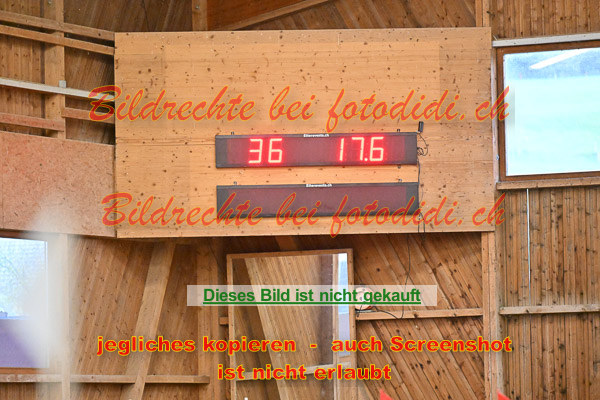 Bildrechte bei fotodidi.ch
36 17.6
Bildrechte bei fotodidi.ch
Dieses Bild ist nicht gekauft
jegliches kopieren - auch Screenshot
ist nicht erlaubt